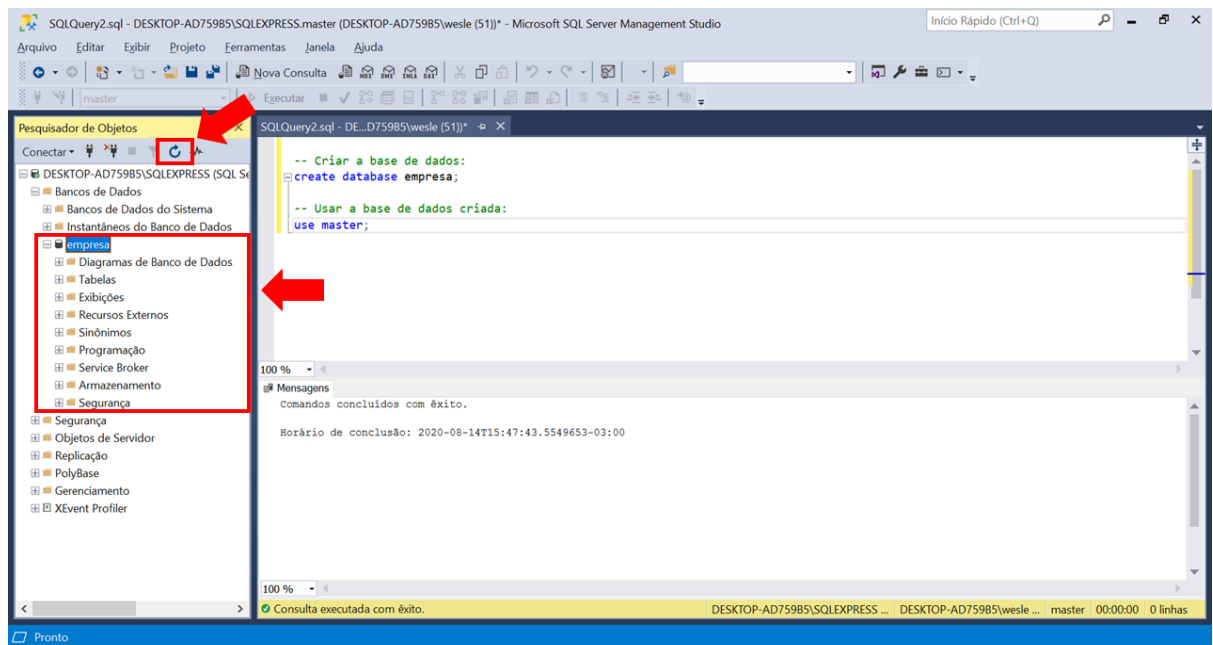 SQLQuery2.sql - DESKTOP-AD759B5\SQLEXPRESS.master (DESKTOP-AD759B5\wesle (51))* - Microsoft SQL Server Management Studio
Início Rápido (Ctrl+Q)
Arquivo Editar Exibir Projeto Ferramentas Janela Ajuda
Nova Consulta MDX DMX XMLA DAX
master Executar
Pesquisador de Objetos
Conectar
DESKTOP-AD759B5\SQLEXPRESS (SQL Se
Bancos de Dados
Bancos de Dados do Sistema
Instantâneos do Banco de Dados
empresa
Diagramas de Banco de Dados
Tabelas
Exibições
Recursos Externos
Sinônimos
Programação
Service Broker
Armazenamento
Segurança
Segurança
Objetos de Servidor
Replicação
PolyBase
Gerenciamento
XEvent Profiler
SQLQuery2.sql - DE...D759B5\wesle (51))*
-- Criar a base de dados:
create database empresa;
-- Usar a base de dados criada:
use master;
100 %
Mensagens
Comandos concluídos com êxito.
Horário de conclusão: 2020-08-14T15:47:43.5549653-03:00
100 %
Consulta executada com êxito.
DESKTOP-AD759B5\SQLEXPRESS ... DESKTOP-AD759B5\wesle ... master 00:00:00 0 linhas
Pronto